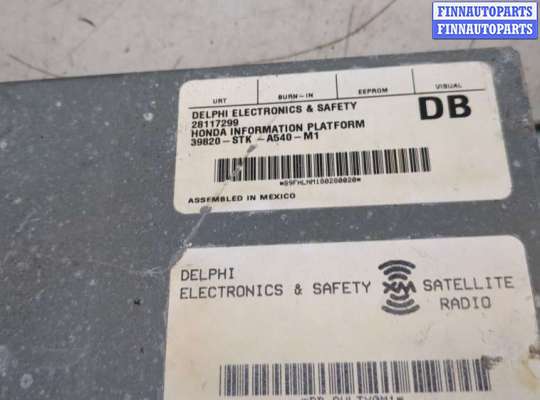 FINNAUTOPARTS
FINNAUTOPARTS
URT BURN-IN EEPROM VISUAL
DELPHI ELECTRONICS & SAFETY
28117299
HONDA INFORMATION PLATFORM
39820-STK -A540-M1
DB
ASSEMBLED IN MEXICO
DELPHI
ELECTRONICS & SAFETY
XM SATELLITE
RADIO